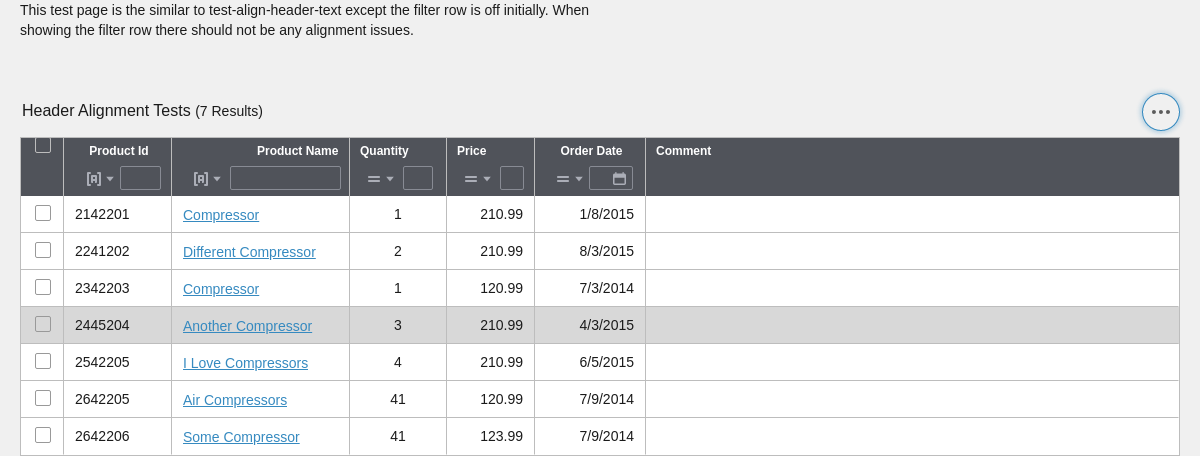 This test page is the similar to test-align-header-text except the filter row is off initially. When
showing the filter row there should not be any alignment issues.
Header Alignment Tests (7 Results)
Product Id Product Name Quantity Price Order Date Comment
2142201 Compressor 1 210.99 1/8/2015
2241202 Different Compressor 2 210.99 8/3/2015
2342203 Compressor 1 120.99 7/3/2014
2445204 Another Compressor 3 210.99 4/3/2015
2542205 I Love Compressors 4 210.99 6/5/2015
2642205 Air Compressors 41 120.99 7/9/2014
2642206 Some Compressor 41 123.99 7/9/2014